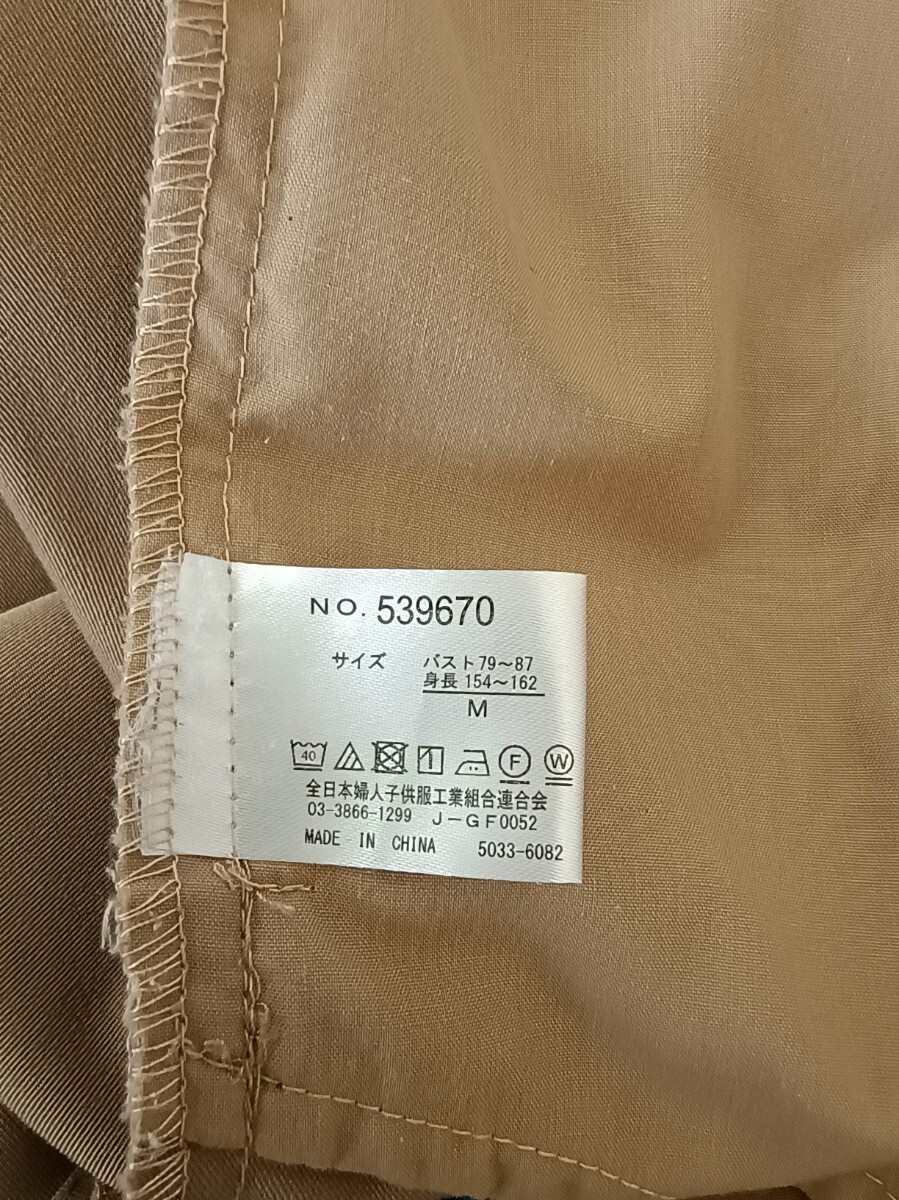 NO. 539670
サイズ バスト79〜87
身長 154〜162
M
40 F W
全日本婦人子供服工業組合連合会
03-3866-1299 J-GF0052
MADE IN CHINA 5033-6082